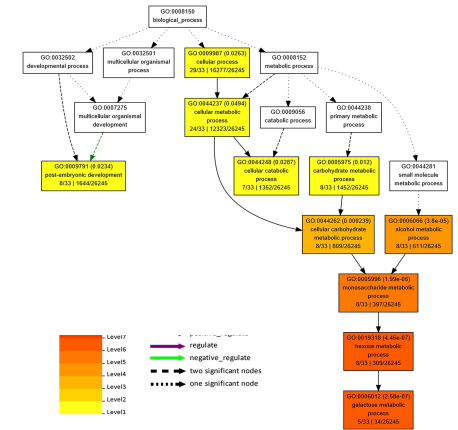 GO:0008150
biological_process
GO:0032502
developmental process
GO:0032501
multicellular organismal
process
GO:0009987 (0.0263)
cellular process
29/33 | 16277/26245
GO:0008152
metabolic process
GO:0007275
multicellular organismal
development
GO:0044237 (0.0494)
cellular metabolic
process
24/33 | 12323/26245
GO:0009056
catabolic process
GO:0044238
primary metabolic
process
GO:0009791 (0.0234)
post-embryonic development
8/33 | 1644/26245
GO:0044248 (0.0287)
cellular catabolic
process
7/33 | 1352/26245
GO:0005975 (0.012)
carbohydrate metabolic
process
8/33 | 1452/26245
GO:0044281
small molecule
metabolic process
GO:0044262 (0.000239)
cellular carbohydrate
metabolic process
8/33 | 809/26245
GO:0006066 (3.8e-05)
alcohol metabolic
process
8/33 | 611/26245
GO:0005996 (1.99e-06)
monosaccharide metabolic
process
8/33 | 397/26245
GO:0019318 (4.46e-07)
hexose metabolic
process
8/33 | 309/26245
GO:0006012 (2.58e-07)
galactose metabolic
process
5/33 | 34/26245
Level7
Level6
Level5
Level4
Level3
Level2
Level1
regulate
negative_regulate
two significant nodes
one significant node